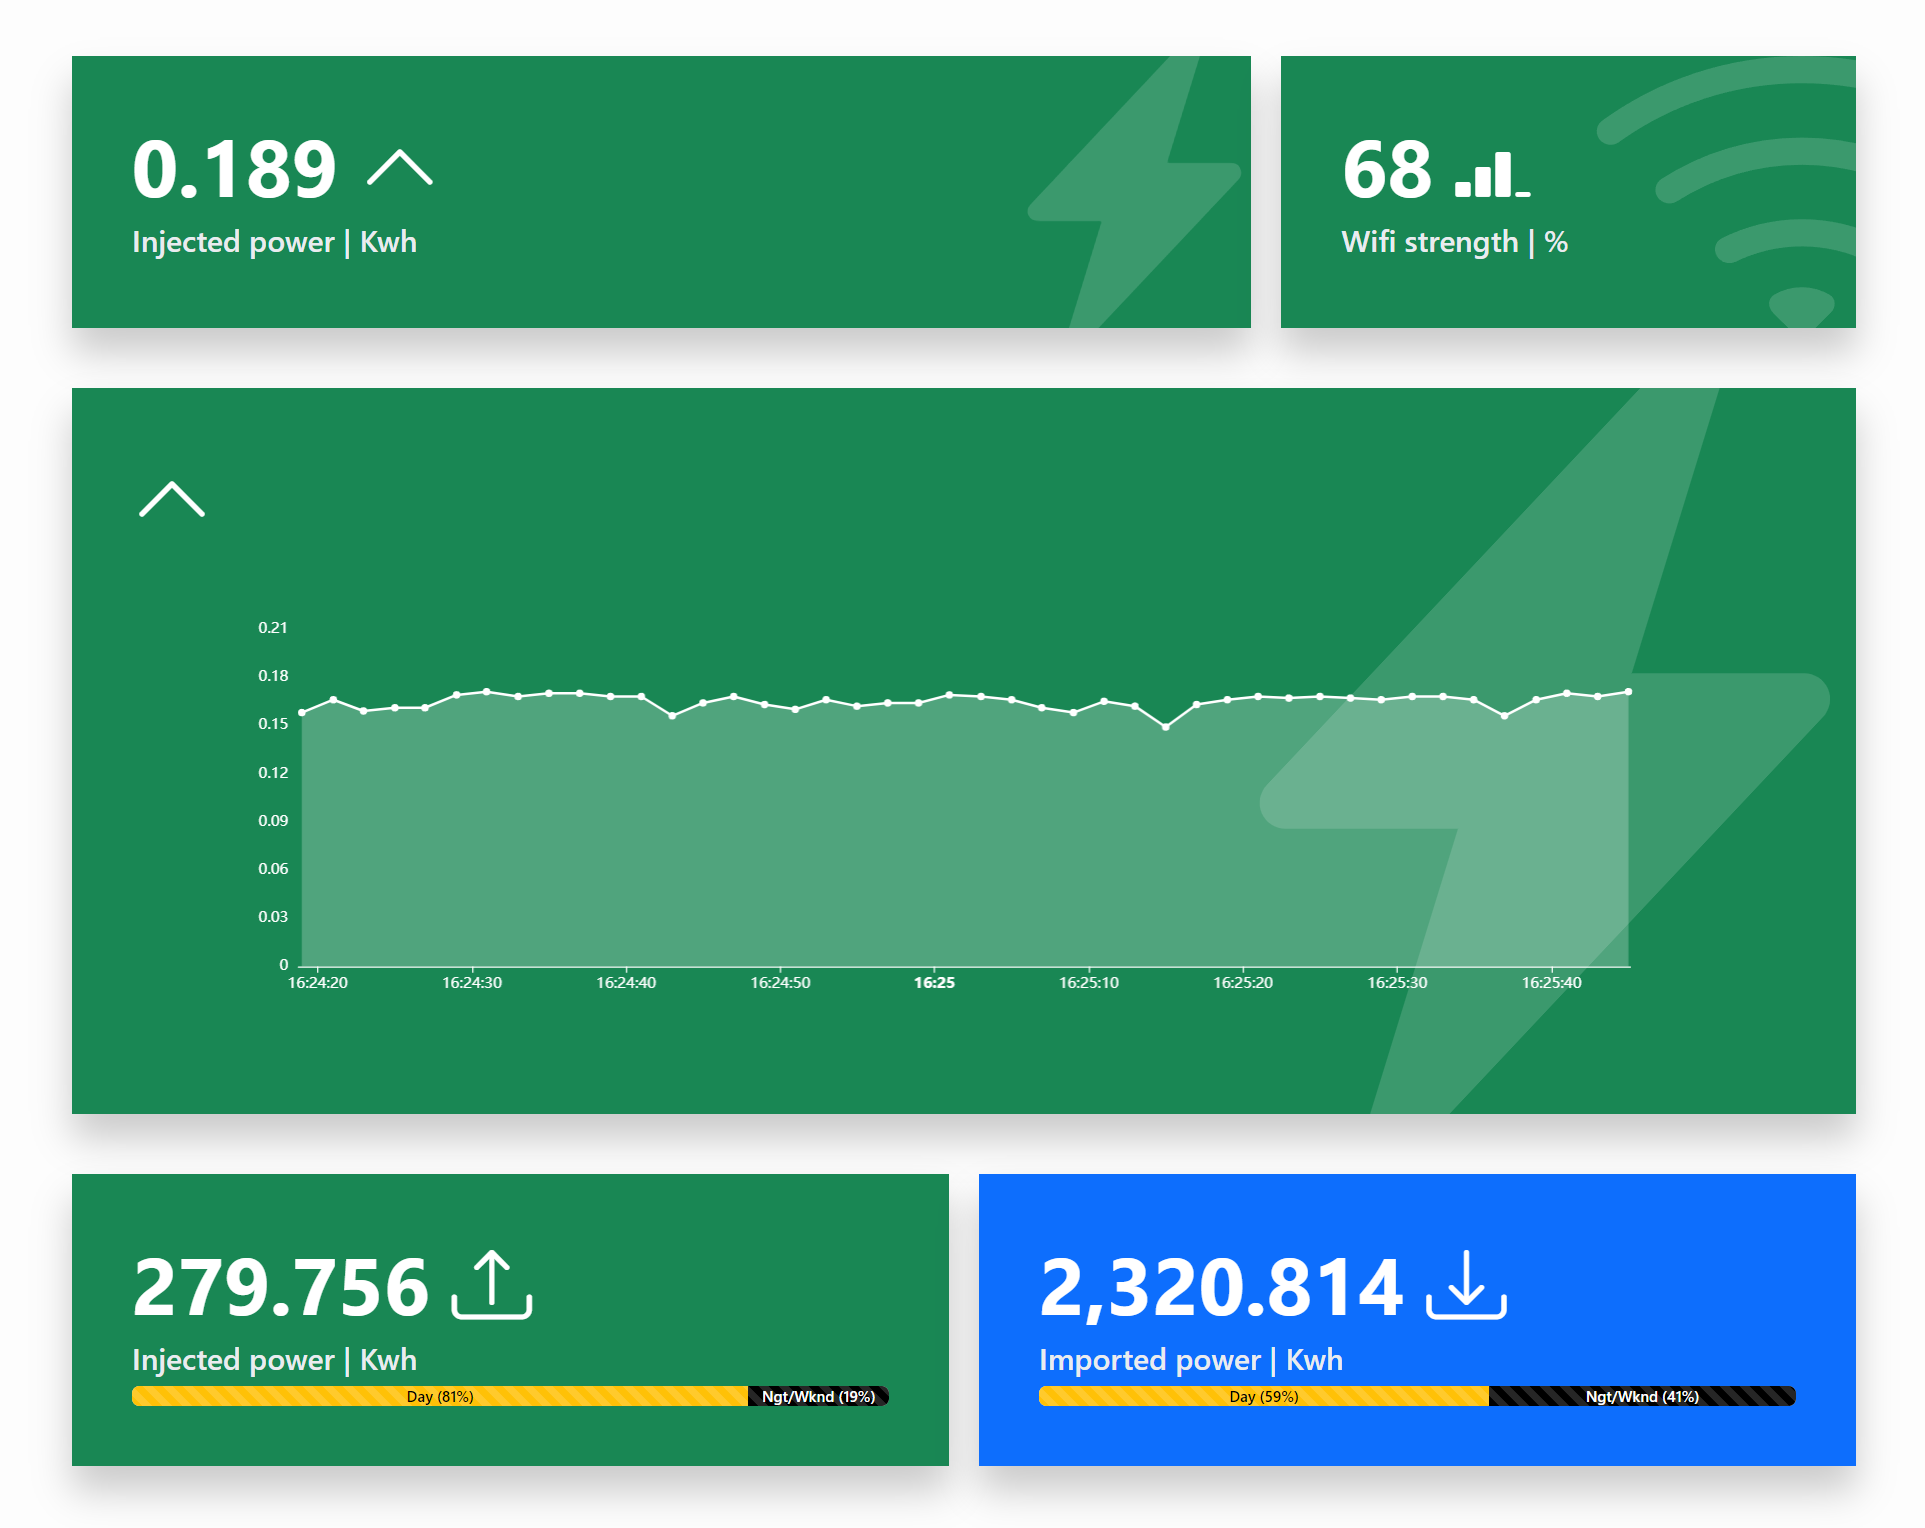 0.189
Injected power | Kwh
68
Wifi strength | %
0.21
0.18
0.15
0.12
0.09
0.06
0.03
0
16:24:20 16:24:30 16:24:40 16:24:50 16:25 16:25:10 16:25:20 16:25:30 16:25:40
279.756
Injected power | Kwh
Day (81%) Ngt/Wknd (19%)
2,320.814
Imported power | Kwh
Day (59%) Ngt/Wknd (41%)